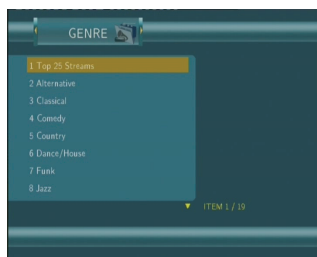 GENRE
1 Top 25 Streams
2 Alternative
3 Classical
4 Comedy
5 Country
6 Dance/House
7 Funk
8 Jazz
ITEM 1 / 19